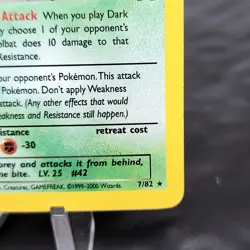 Attack When you play Dark
choose 1 of your opponent's
olbat does 10 damage to that
Resistance.
our opponent's Pokémon. This attack
Pokémon. Don't apply Weakness
attack. (Any other effects that would
eakness and Resistance still happen.)
istance retreat cost
-30
prey and attacks it from behind,
ne bite. LV. 25 #42
Creatures, GAMEFREAK. ©1999-2000 Wizards. 7/82 ★